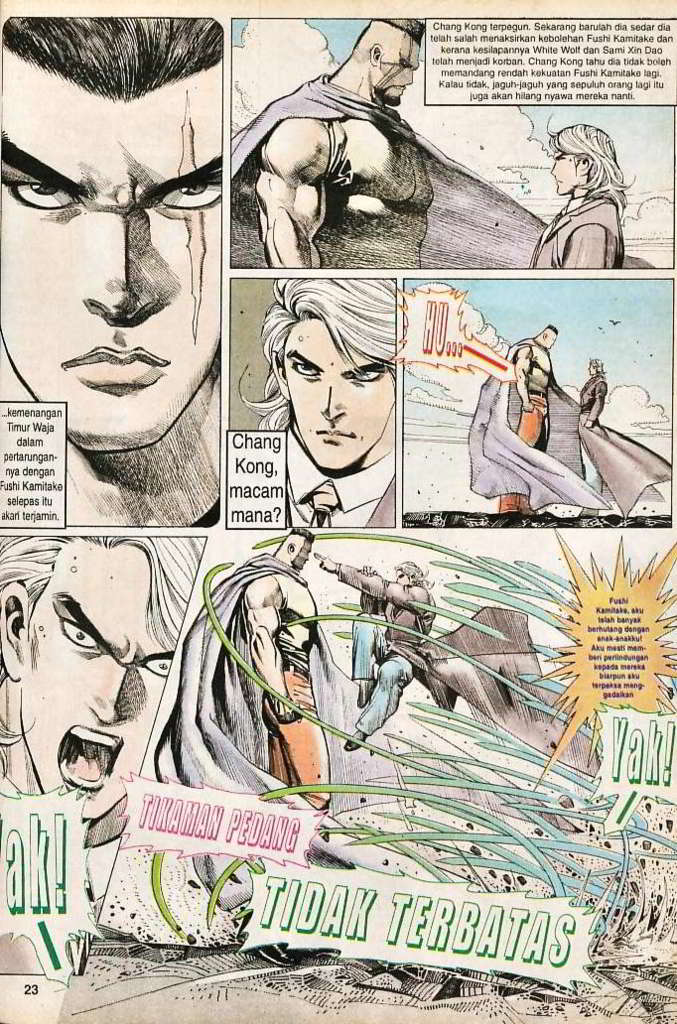 Chang Kong terpegun. Sekarang barulah dia sedar dia
telah salah menaksirkan kebolehan Fushi Kamitake dan
kerana kesilapannya White Wolf dan Sami Xin Dao
telah menjadi korban. Chang Kong tahu dia tidak boleh
memandang rendah kekuatan Fushi Kamitake lagi.
Kalau tidak, jaguh-jaguh yang sepuluh orang lagi itu
juga akan hilang nyawa mereka nanti.
...kemenangan
Timur Waja
dalam
pertarungan-
nya dengan
Fushi Kamitake
selepas itu
akan terjamin.
Chang
Kong,
macam
mana?
HU...
Fushi
Kamitake, aku
telah banyak
berhutang dengan
anak-anakku!
Aku mesti mem-
beri perlindungan
kepada mereka
biarpun aku
terpaksa meng-
gadaikan
Yak!
ak!
TIKAMAN PEDANG
TIDAK TERBATAS
23